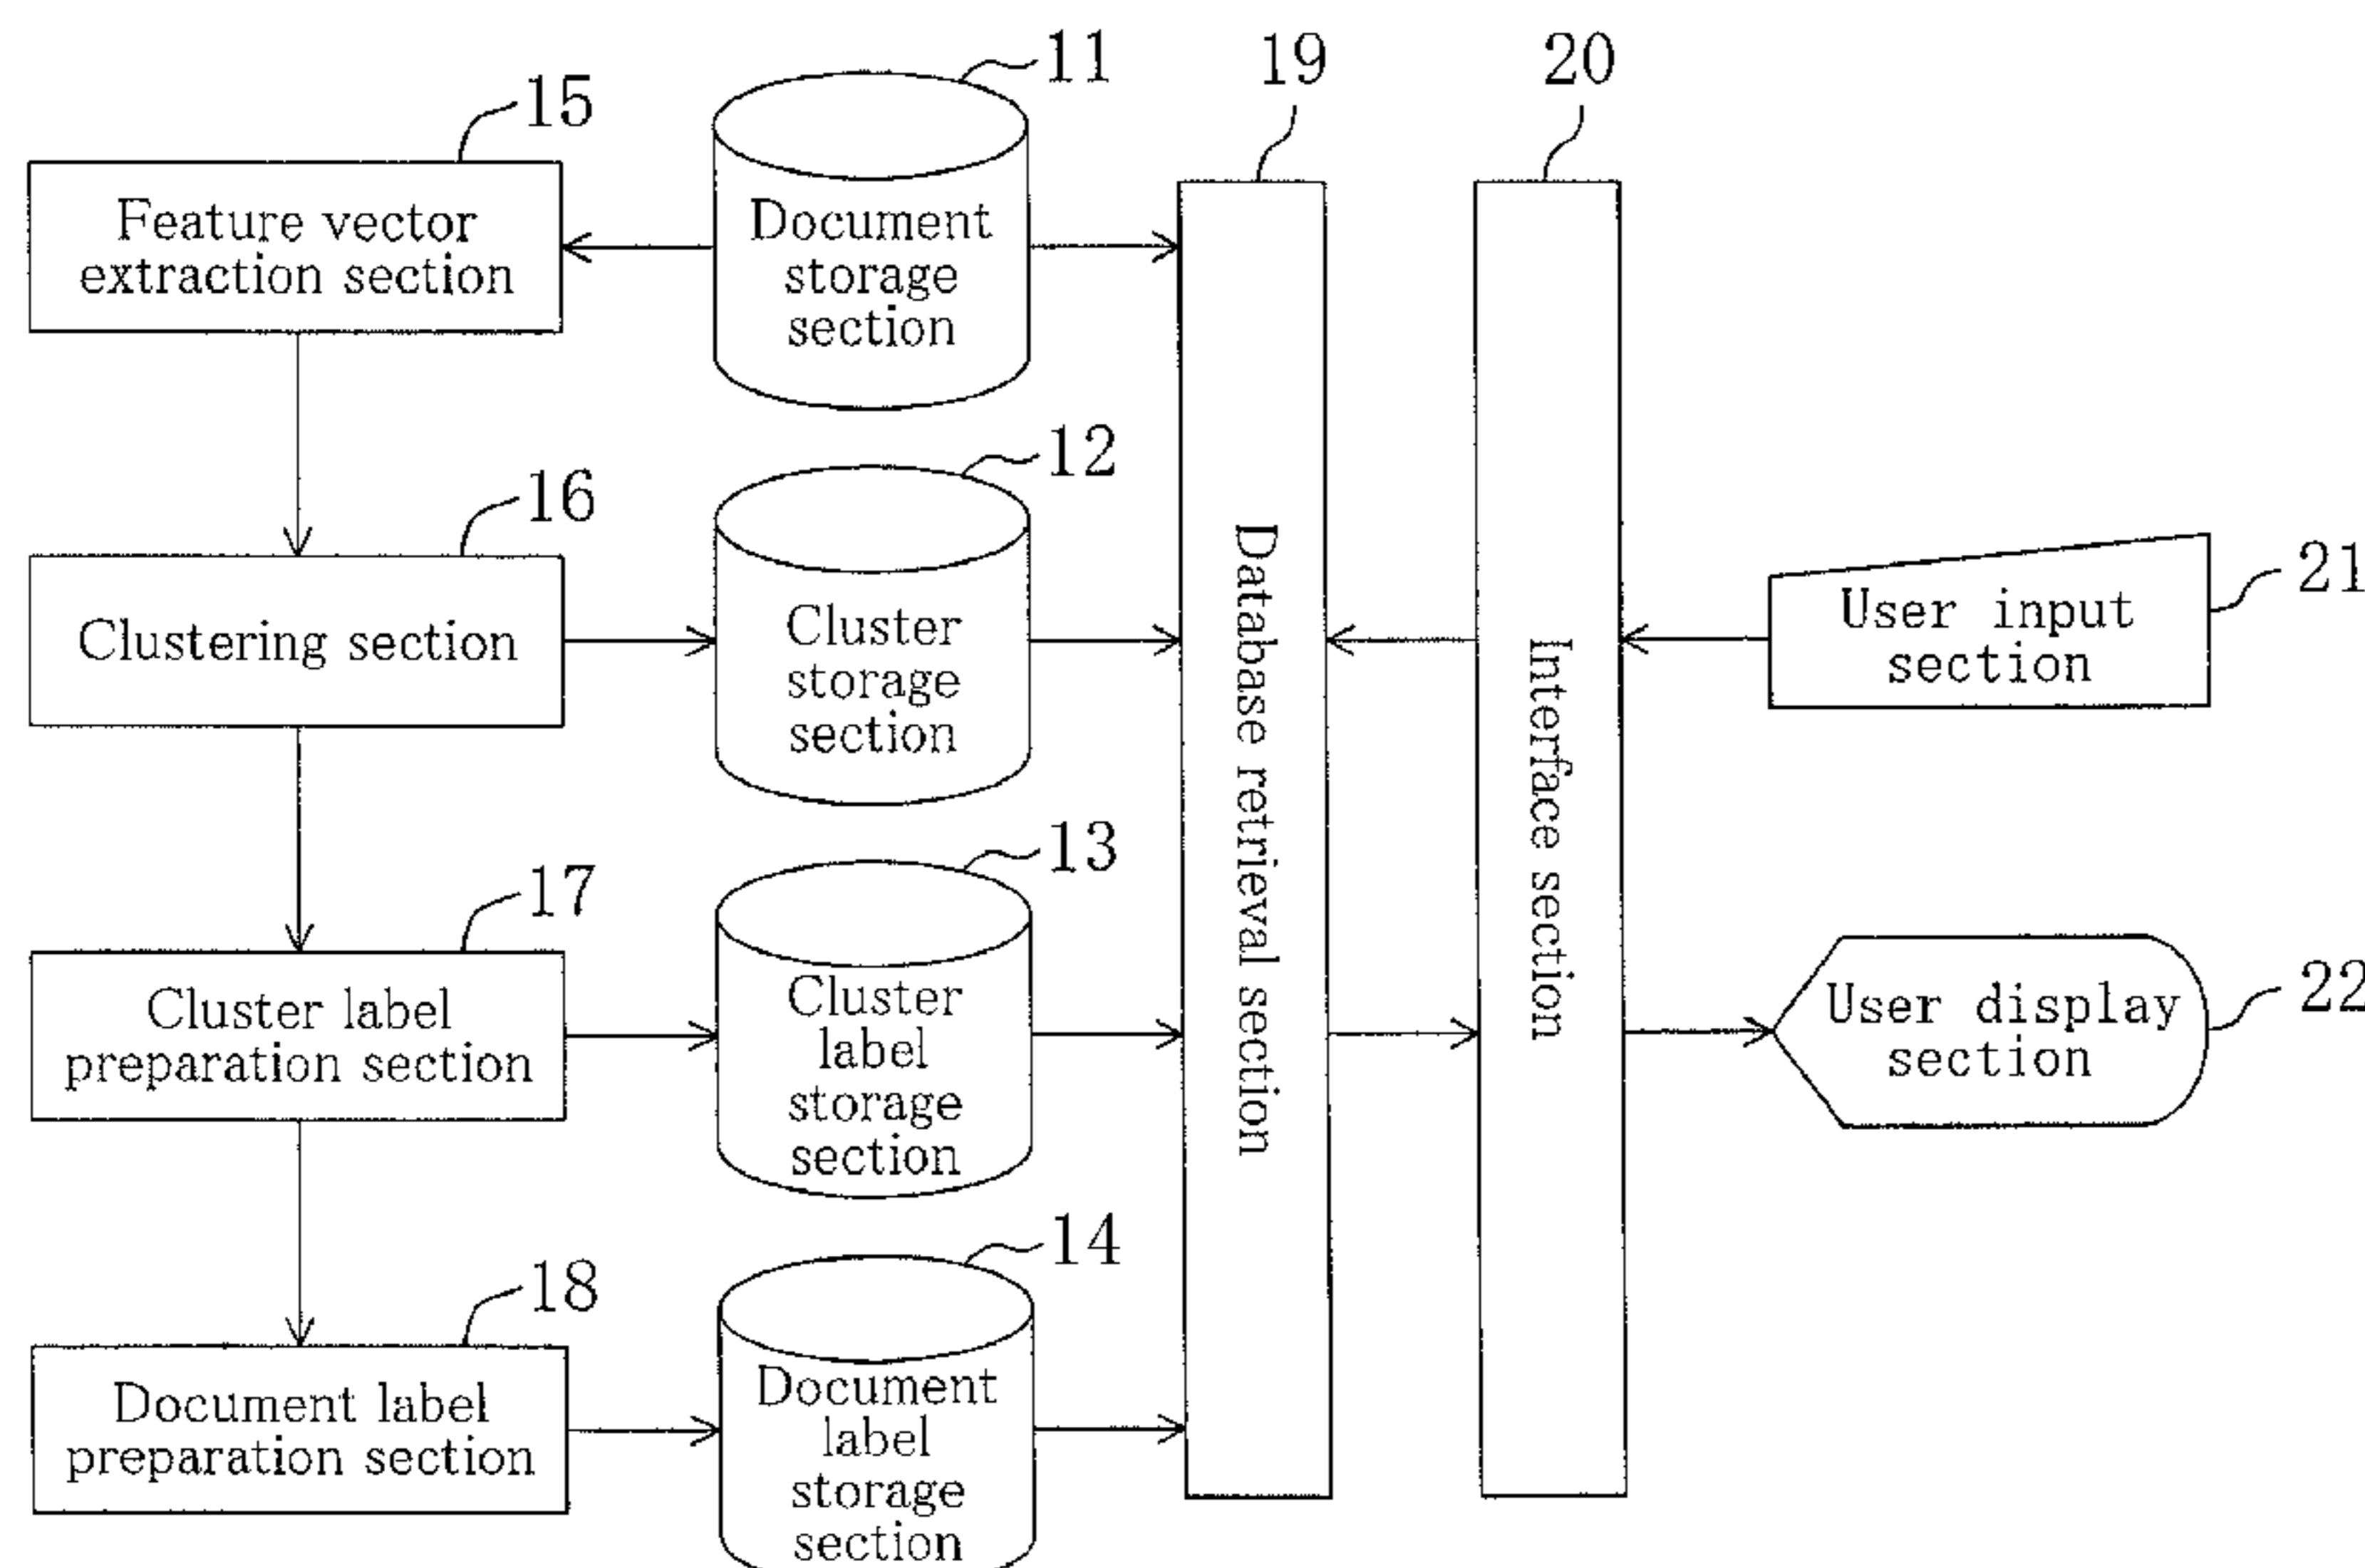 11
19
20
15
Feature vector
extraction section
Document
storage
section
12
16
Clustering section
Cluster
storage
section
Database retrieval section
Interface section
User input
section
21
13
17
Cluster label
preparation section
Cluster
label
storage
section
User display
section
22
14
18
Document label
preparation section
Document
label
storage
section